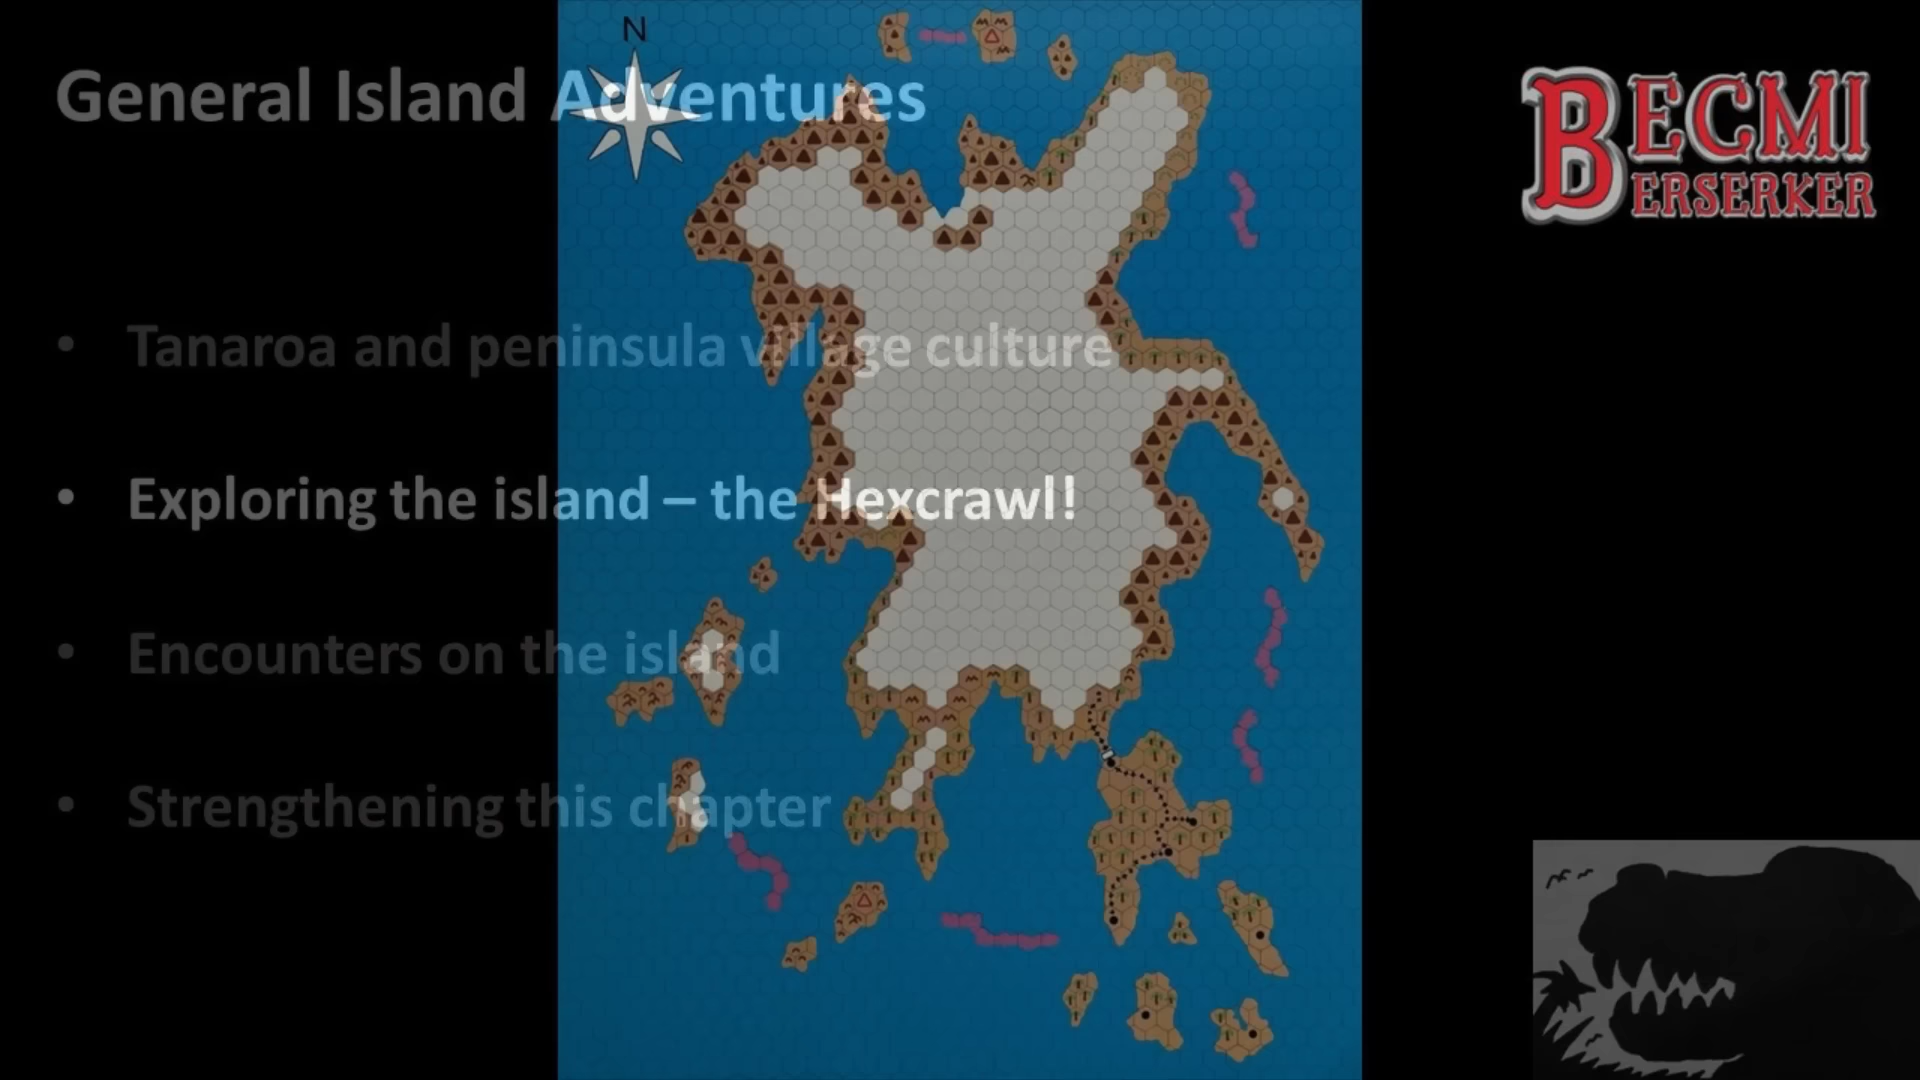 N
General Island Adventures
BECMI
BERSERKER
• Tanaroa and peninsula village culture
• Exploring the island – the Hexcrawl!
• Encounters on the island
• Strengthening this chapter